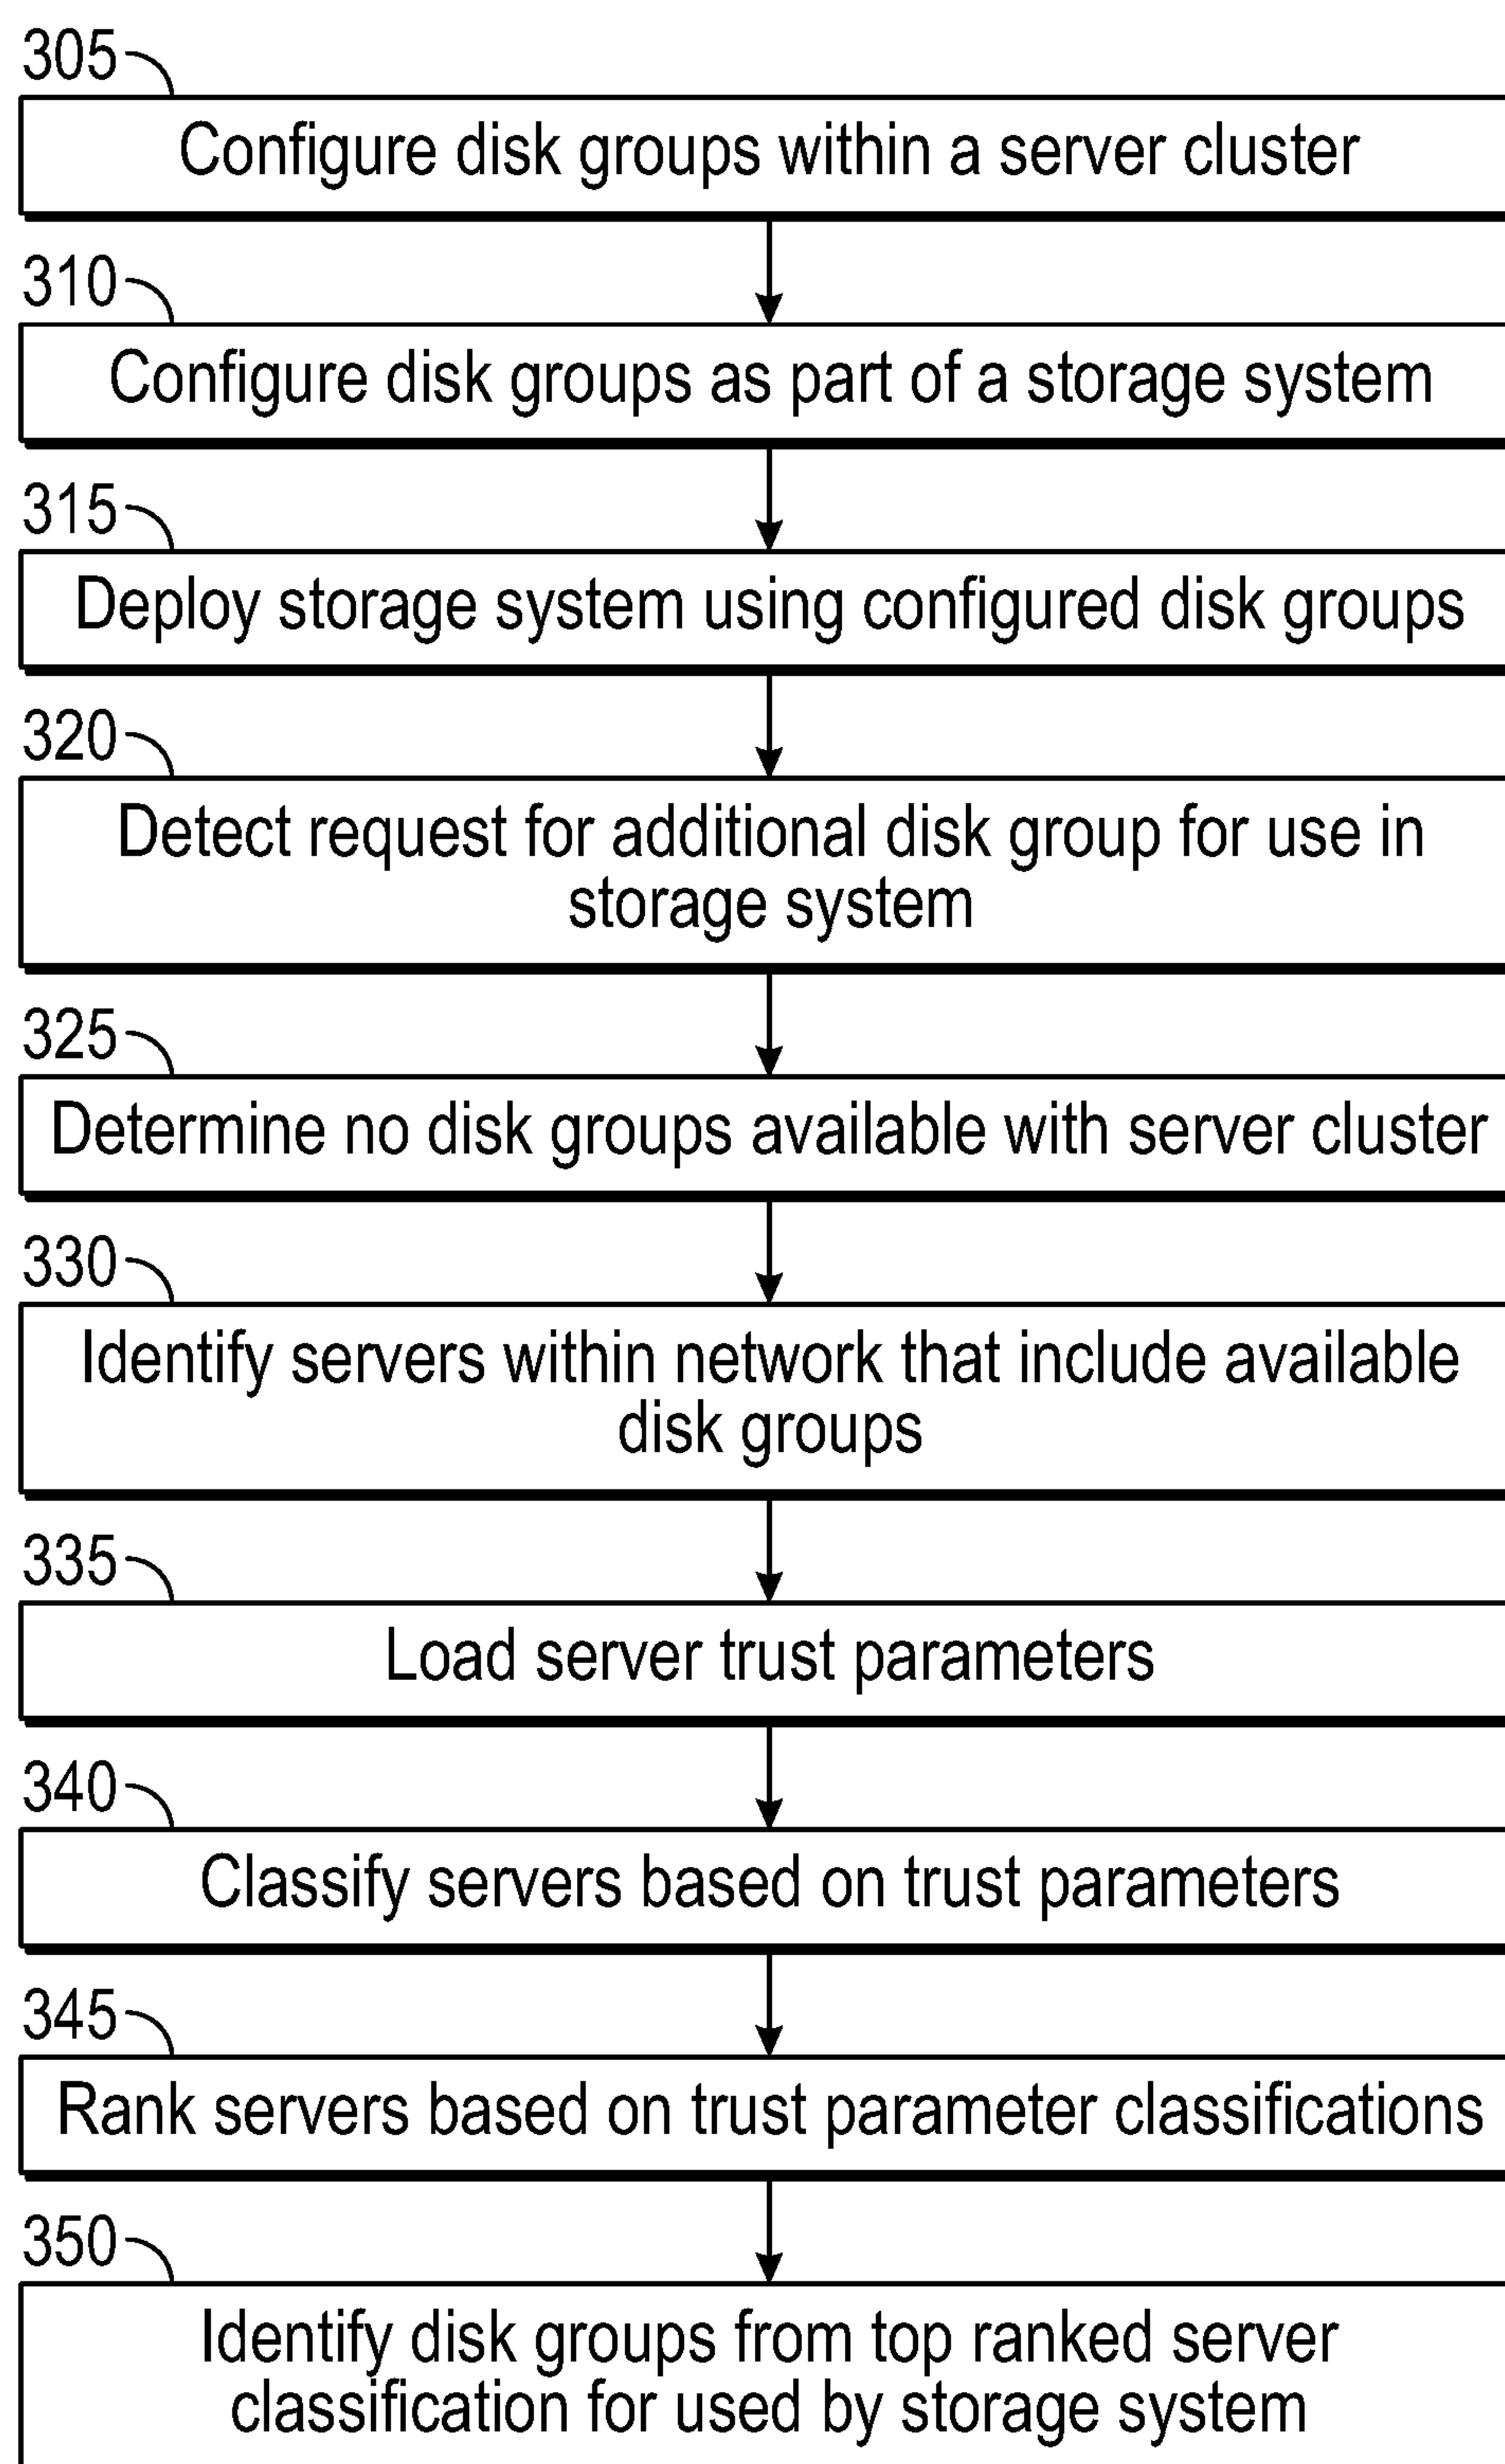 305
Configure disk groups within a server cluster
310
Configure disk groups as part of a storage system
315
Deploy storage system using configured disk groups
320
Detect request for additional disk group for use in
storage system
325
Determine no disk groups available with server cluster
330
Identify servers within network that include available
disk groups
335
Load server trust parameters
340
Classify servers based on trust parameters
345
Rank servers based on trust parameter classifications
350
Identify disk groups from top ranked server
classification for used by storage system